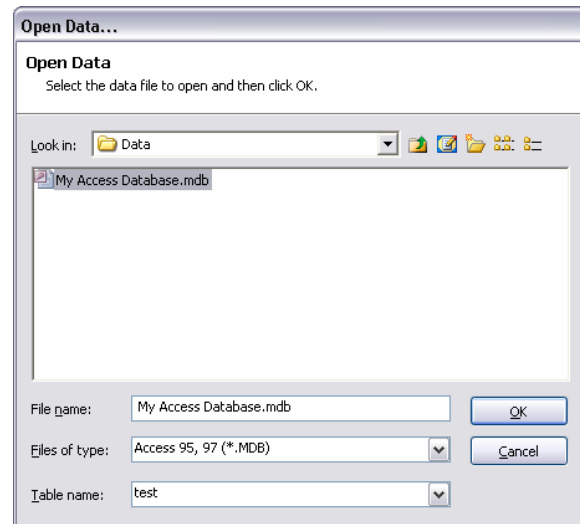 Open Data...
Open Data
Select the data file to open and then click OK.
Look in: Data
My Access Database.mdb
File name: My Access Database.mdb OK
Files of type: Access 95, 97 (*.MDB) Cancel
Table name: test